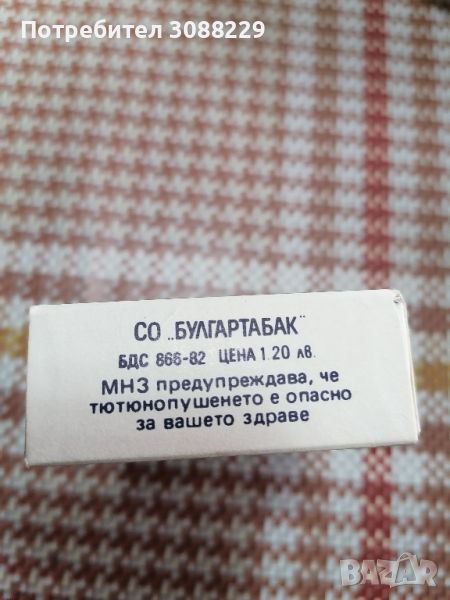 Потребител 3088229
СО „БУЛГАРТАБАК"
БДС 866-82 ЦЕНА 1.20 лв.
МНЗ предупреждава, че
тютюнопушенето е опасно
за вашето здраве
BAZAR